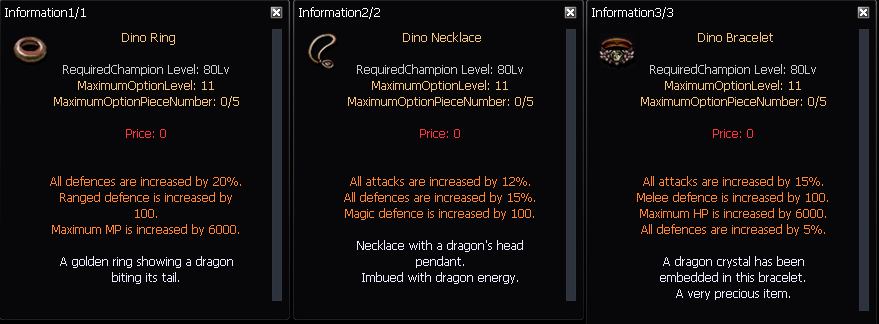 Information1/1
Dino Ring
RequiredChampion Level: 80Lv
MaximumOptionLevel: 11
MaximumOptionPieceNumber: 0/5
Price: 0
All defences are increased by 20%.
Ranged defence is increased by
100.
Maximum MP is increased by 6000.
A golden ring showing a dragon
biting its tail.
Information2/2
Dino Necklace
RequiredChampion Level: 80Lv
MaximumOptionLevel: 11
MaximumOptionPieceNumber: 0/5
Price: 0
All attacks are increased by 12%.
All defences are increased by 15%.
Magic defence is increased by 100.
Necklace with a dragon's head
pendant.
Imbued with dragon energy.
Information3/3
Dino Bracelet
RequiredChampion Level: 80Lv
MaximumOptionLevel: 11
MaximumOptionPieceNumber: 0/5
Price: 0
All attacks are increased by 15%.
Melee defence is increased by 100.
Maximum HP is increased by 6000.
All defences are increased by 5%.
A dragon crystal has been
embedded in this bracelet.
A very precious item.